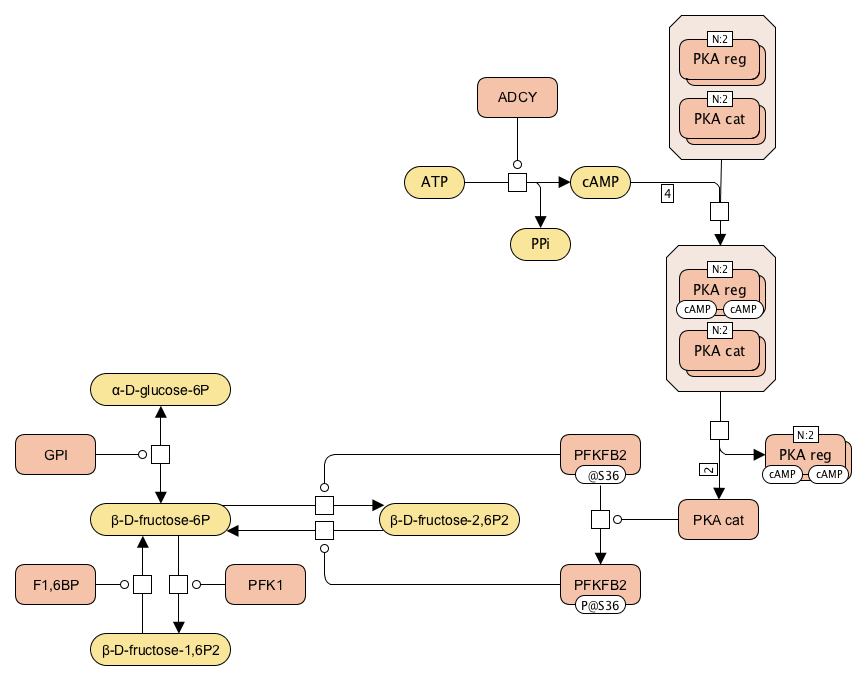 N:2
PKA reg
ADCY
N:2
PKA cat
ATP
cAMP
4
PPi
N:2
PKA reg
cAMP
cAMP
N:2
PKA cat
α-D-glucose-6P
GPI
PFKFB2
@S36
N:2
PKA reg
cAMP
cAMP
2
β-D-fructose-6P
β-D-fructose-2,6P2
PKA cat
F1,6BP
PFK1
PFKFB2
P@S36
β-D-fructose-1,6P2